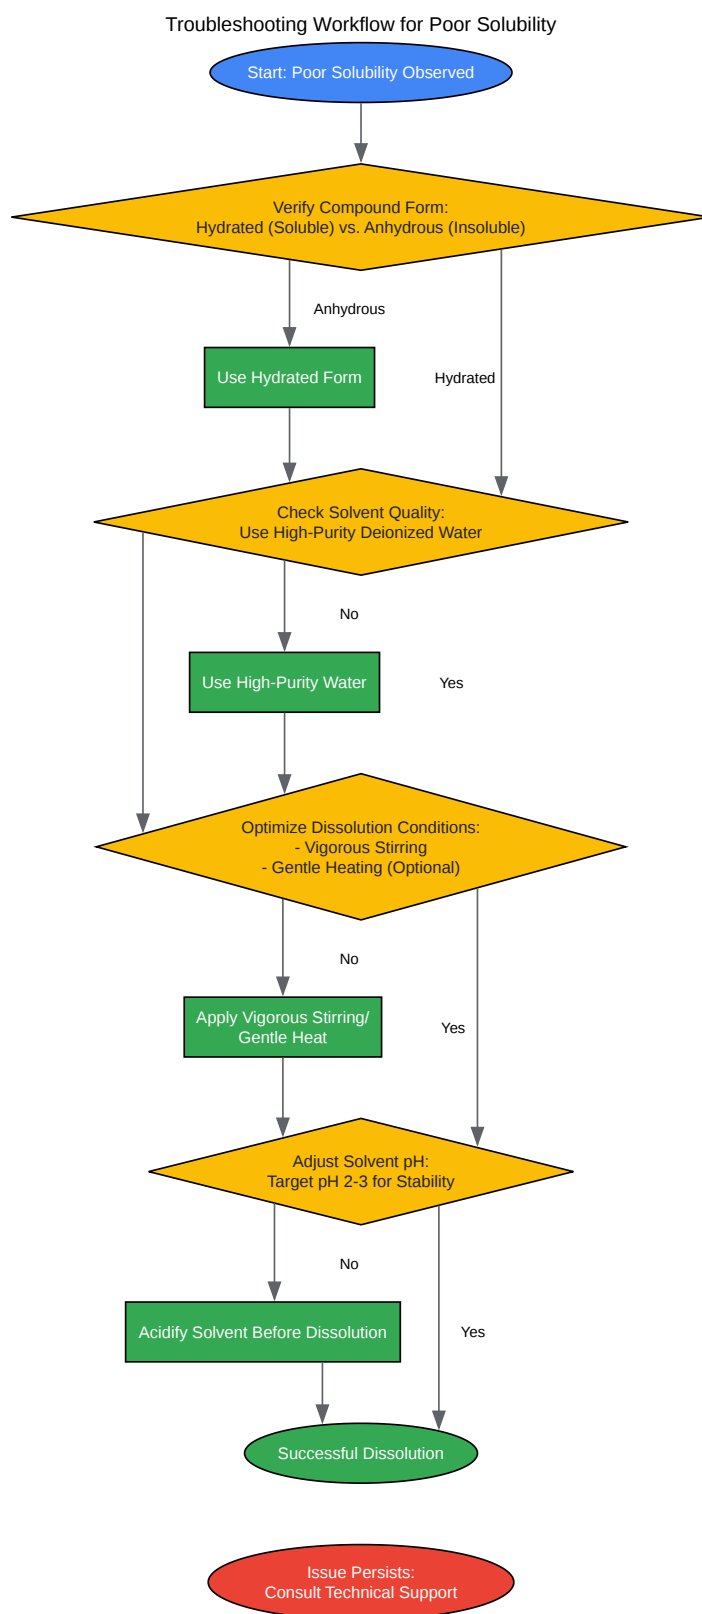 Troubleshooting Workflow for Poor Solubility
Start: Poor Solubility Observed
Verify Compound Form:
Hydrated (Soluble) vs. Anhydrous (Insoluble)
Anhydrous
Use Hydrated Form
Hydrated
Check Solvent Quality:
Use High-Purity Deionized Water
No
Use High-Purity Water
Yes
Optimize Dissolution Conditions:
- Vigorous Stirring
- Gentle Heating (Optional)
No
Apply Vigorous Stirring/
Gentle Heat
Yes
Adjust Solvent pH:
Target pH 2-3 for Stability
No
Acidify Solvent Before Dissolution
Yes
Successful Dissolution
Issue Persists:
Consult Technical Support